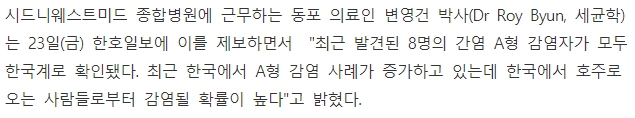 시드니웨스트미드 종합병원에 근무하는 동포 의료인 변영건 박사(Dr Roy Byun, 세균학)
는 23일(금) 한호일보에 이를 제보하면서 "최근 발견된 8명의 간염 A형 감염자가 모두
한국계로 확인됐다. 최근 한국에서 A형 감염 사례가 증가하고 있는데 한국에서 호주로
오는 사람들로부터 감염될 확률이 높다"고 밝혔다.